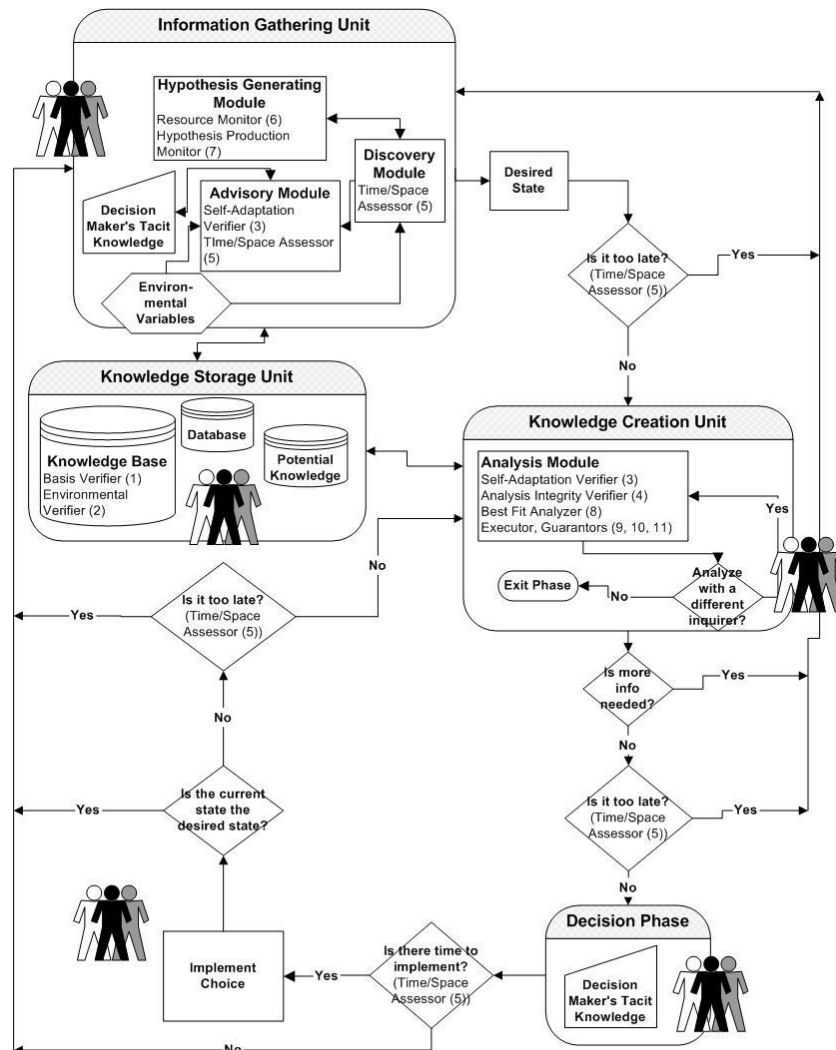 Information Gathering Unit
Hypothesis Generating
Module
Resource Monitor (6)
Hypothesis Production
Monitor (7)
Discovery
Module
Time/Space
Assessor (5)
Desired
State
Decision
Maker's Tacit
Knowledge
Advisory Module
Self-Adaptation
Verifier (3)
TIme/Space Assessor
(5)
Environ-
mental
Variables
Is it too late?
(Time/Space
Assessor (5))
Yes
No
Knowledge Storage Unit
Database
Knowledge Base
Basis Verifier (1)
Environmental
Verifier (2)
Potential
Knowledge
Knowledge Creation Unit
Analysis Module
Self-Adaptation Verifier (3)
Analysis Integrity Verifier (4)
Best Fit Analyzer (8)
Executor, Guarantors (9, 10, 11)
Yes
Exit Phase
No
Analyze
with a
different
inquirer?
No
Is it too late?
(Time/Space
Assessor (5))
Yes
No
Is more
info
needed?
Yes
No
Is the current
state the
desired state?
Yes
Is it too late?
(Time/Space
Assessor (5))
Yes
No
Decision Phase
Decision
Maker's Tacit
Knowledge
Is there time to
implement?
(Time/Space
Assessor (5))
Yes
Implement
Choice
No